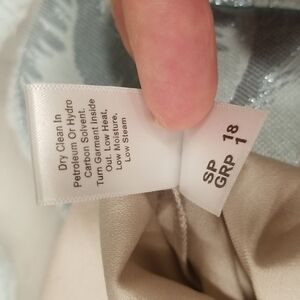 Dry Clean In
Petroleum Or Hydro
Carbon Solvent.
Turn Garment Inside
Out. Low Heat,
Low Moisture,
Low Steam
SP 18
GRP 1